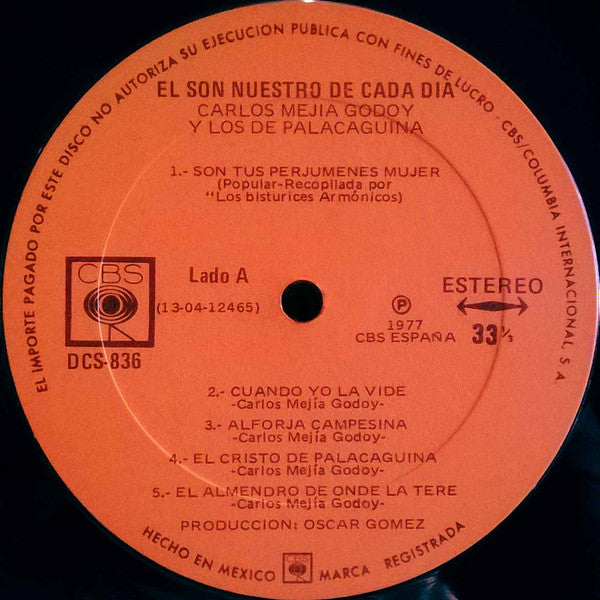 EL IMPORTE PAGADO POR ESTE DISCO NO AUTORIZA SU EJECUCION PUBLICA CON FINES DE LUCRO - CBS/COLUMBIA INTERNACIONAL, S. A.
EL SON NUESTRO DE CADA DIA
CARLOS MEJIA GODOY
Y LOS DE PALACAGUINA
1.- SON TUS PERJUMENES MUJER
(Popular-Recopilada por
"Los bisturices Armónicos)
CBS
DCS-836
Lado A
(13-04-12465)
P
1977
CBS ESPAÑA
ESTEREO
33 1/3
2.- CUANDO YO LA VIDE
-Carlos Mejía Godoy-
3.- ALFORJA CAMPESINA
-Carlos Mejía Godoy-
4.- EL CRISTO DE PALACAGUINA
-Carlos Mejía Godoy-
5.- EL ALMENDRO DE ONDE LA TERE
-Carlos Mejía Godoy-
PRODUCCION: OSCAR GOMEZ
HECHO EN MEXICO CBS MARCA REGISTRADA